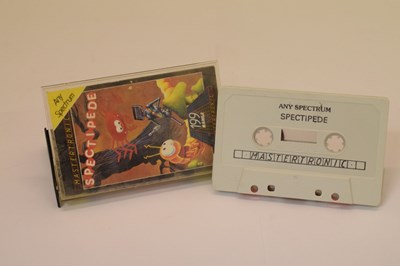 Any
Spectrum
MASTERTRONIC
SPECTIPEDE
199
ANY SPECTRUM
SPECTIPEDE
MASTERTRONIC